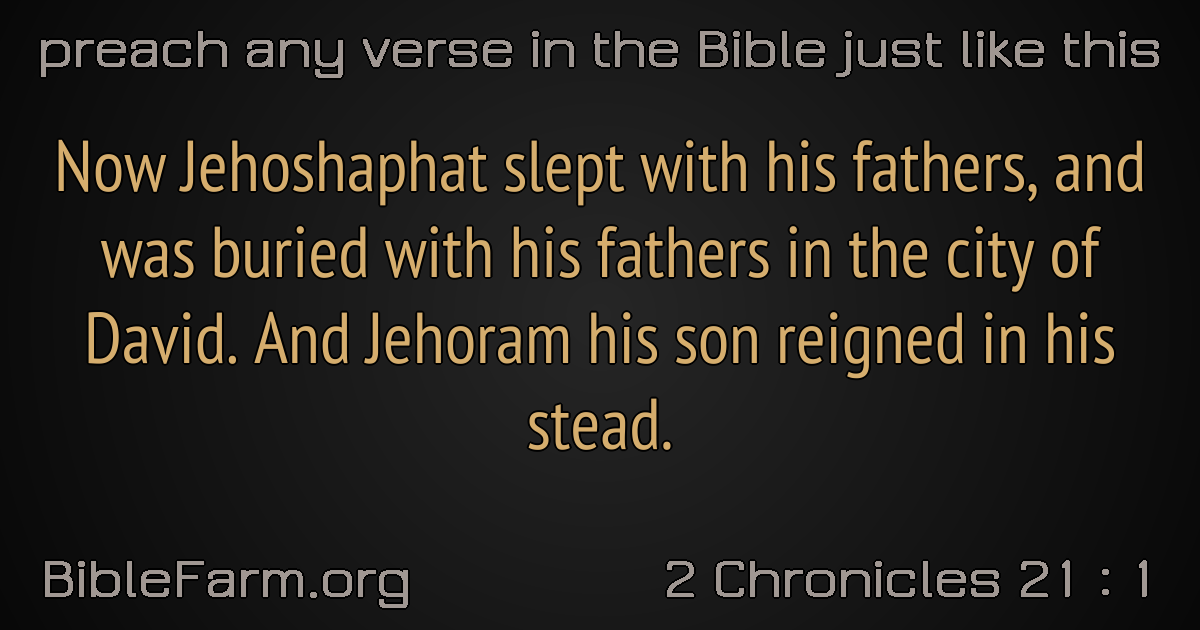 preach any verse in the Bible just like this
Now Jehoshaphat slept with his fathers, and
was buried with his fathers in the city of
David. And Jehoram his son reigned in his
stead.
BibleFarm.org
2 Chronicles 21 : 1